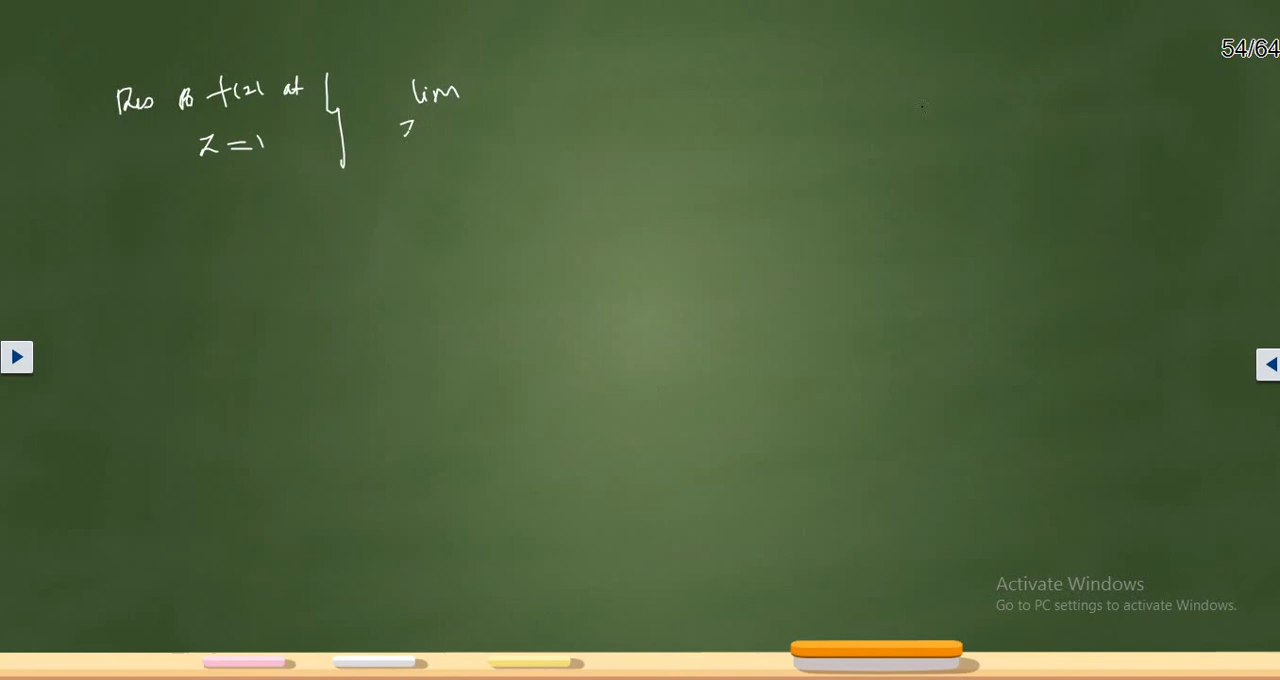 54/64
Res of f(z) at } lim
z = 1 z
Activate Windows
Go to PC settings to activate Windows.